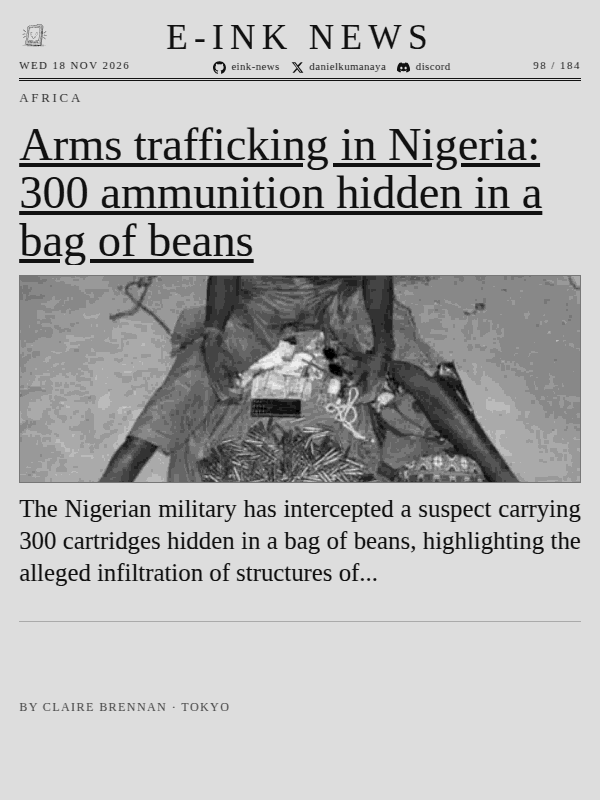 E-INK NEWS
WED 18 NOV 2026 eink-news danielkumanaya discord 98 / 184
AFRICA
Arms trafficking in Nigeria:
300 ammunition hidden in a
bag of beans
The Nigerian military has intercepted a suspect carrying
300 cartridges hidden in a bag of beans, highlighting the
alleged infiltration of structures of...
BY CLAIRE BRENNAN · TOKYO